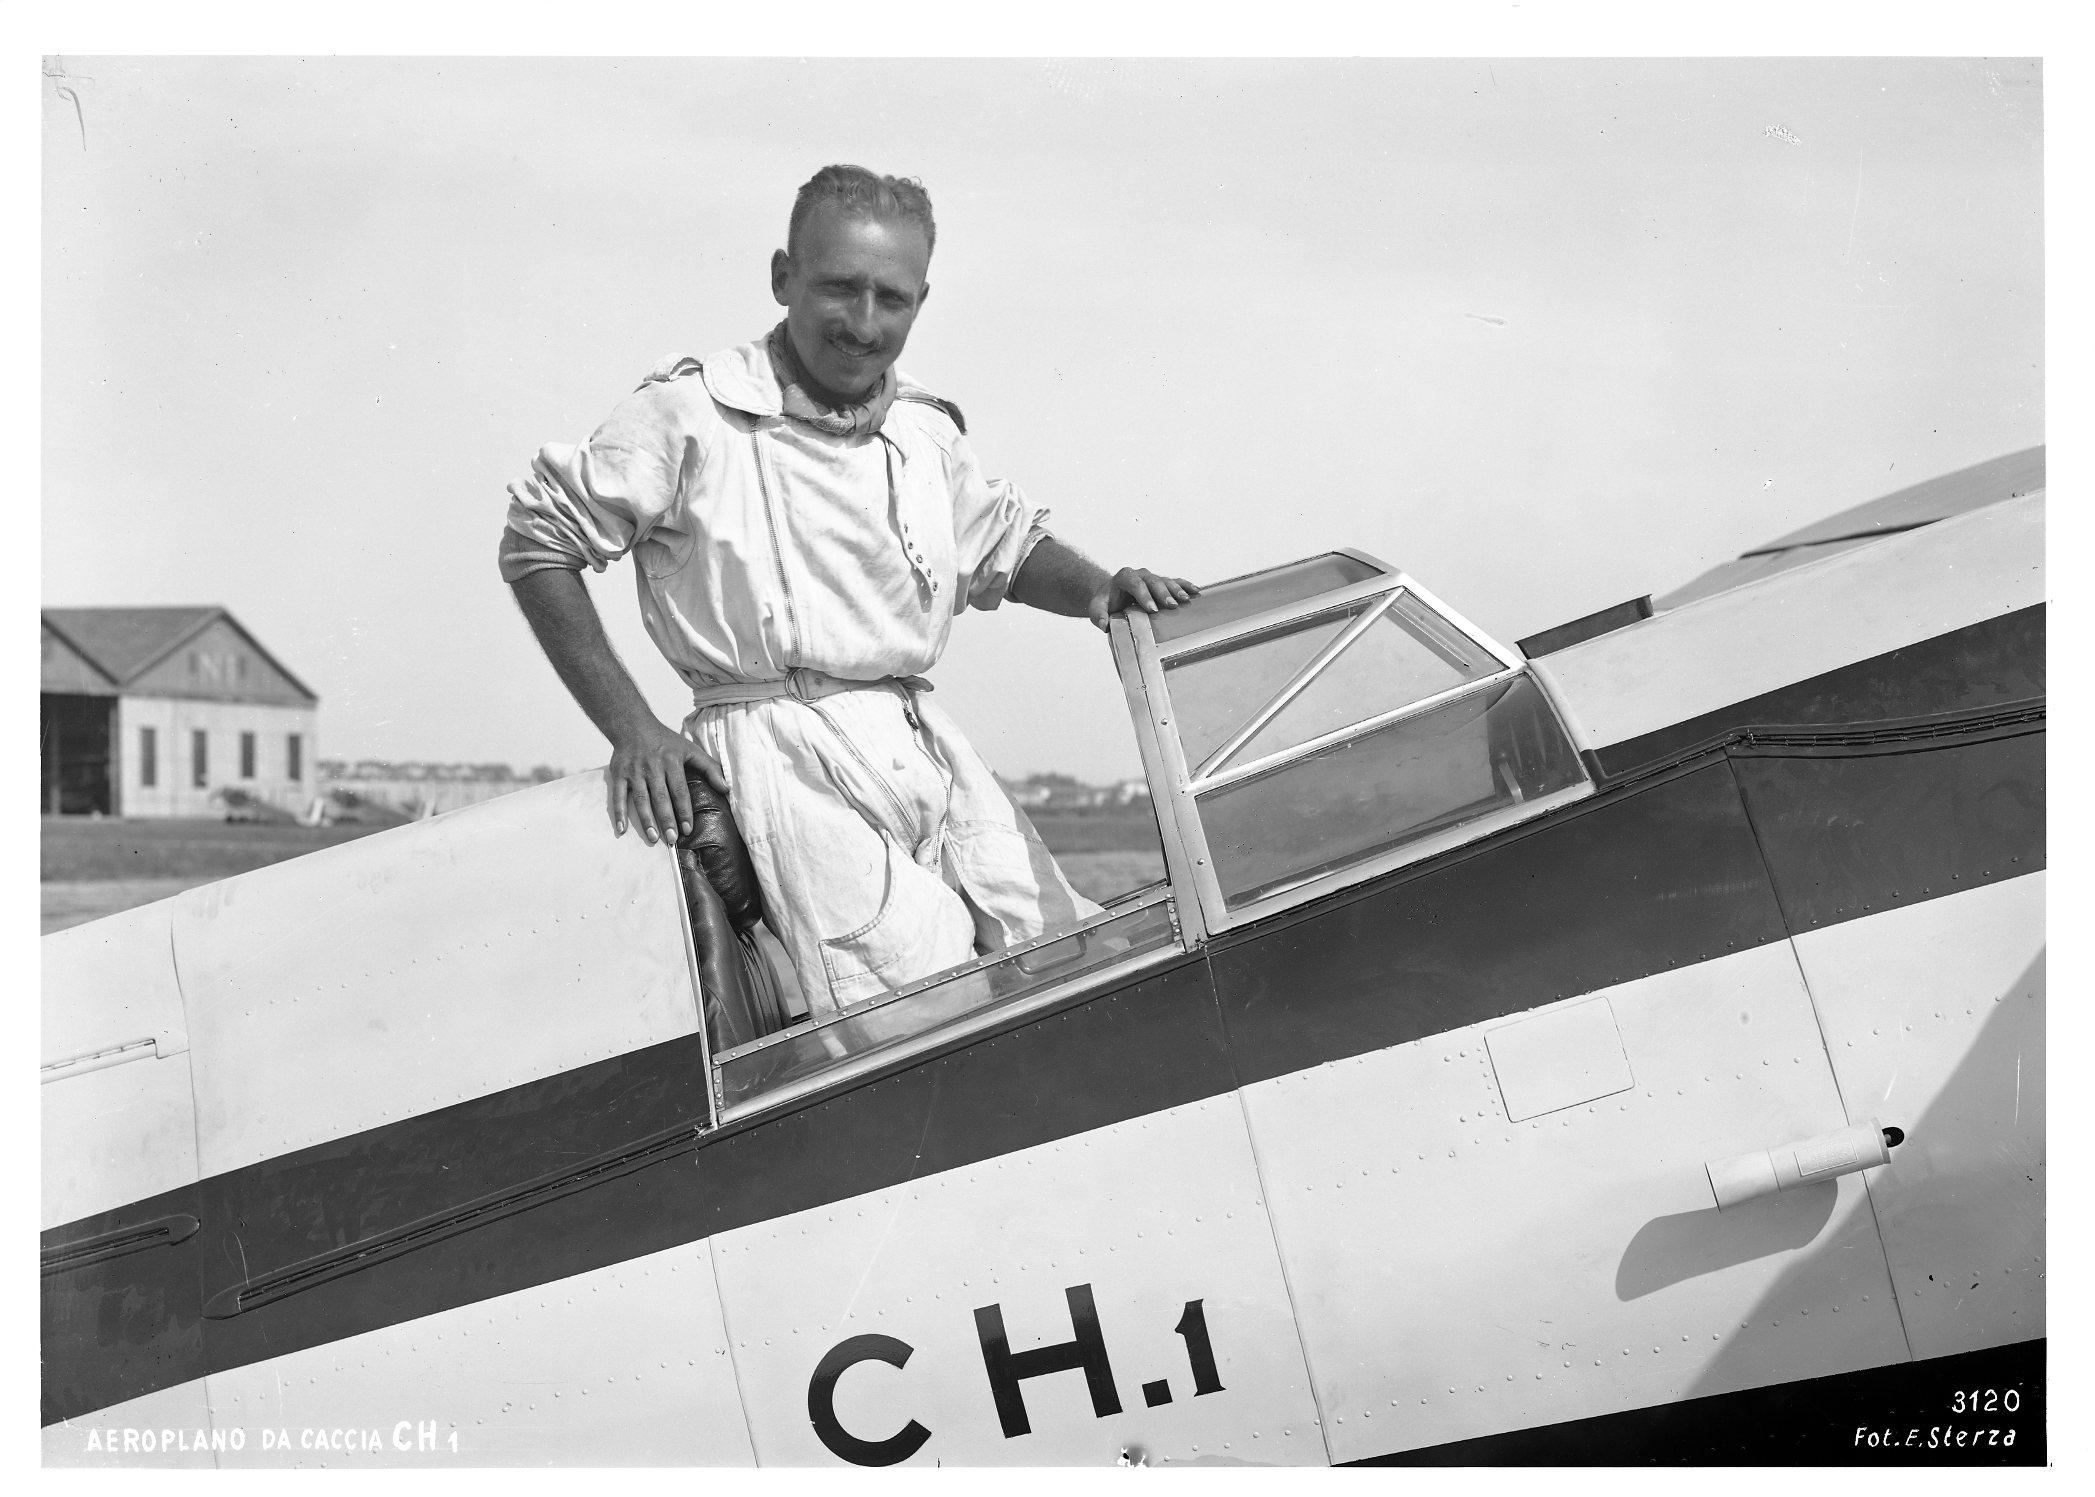 CH.1
AEROPLANO DA CACCIA CH 1
3120
Fot. E. Sterza